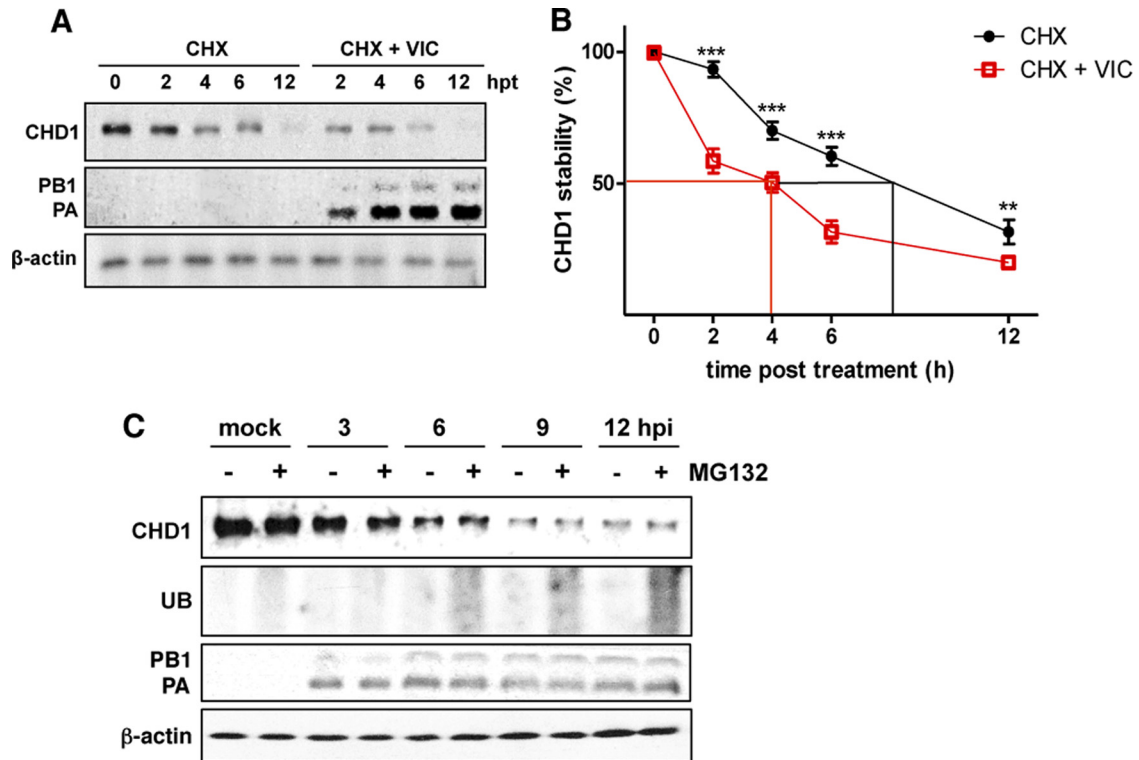 A
CHX CHX + VIC
0 2 4 6 12 2 4 6 12 hpt
CHD1
PB1
PA
β-actin
B
CHX
CHX + VIC
100
50
CHD1 stability (%)
***
***
***
**
0 2 4 6 12
time post treatment (h)
C
mock 3 6 9 12 hpi
- + - + - + - + - + MG132
CHD1
UB
PB1
PA
β-actin